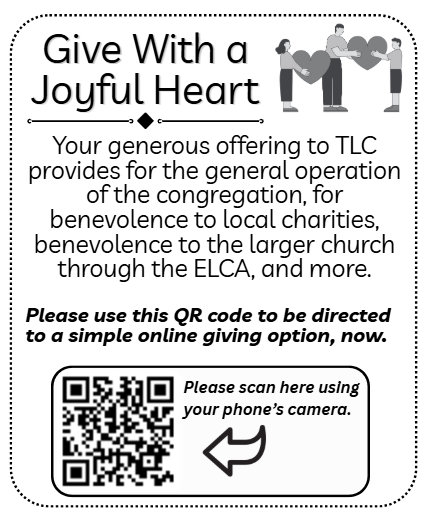 Give With a
Joyful Heart
Your generous offering to TLC
provides for the general operation
of the congregation, for
benevolence to local charities,
benevolence to the larger church
through the ELCA, and more.
Please use this QR code to be directed
to a simple online giving option, now.
Please scan here using
your phone’s camera.